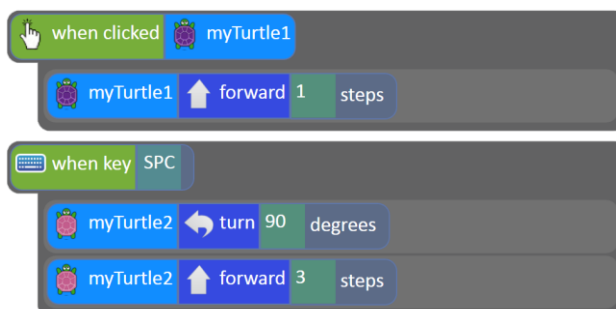 when clicked myTurtle1
myTurtle1 forward 1 steps
when key SPC
myTurtle2 turn 90 degrees
myTurtle2 forward 3 steps